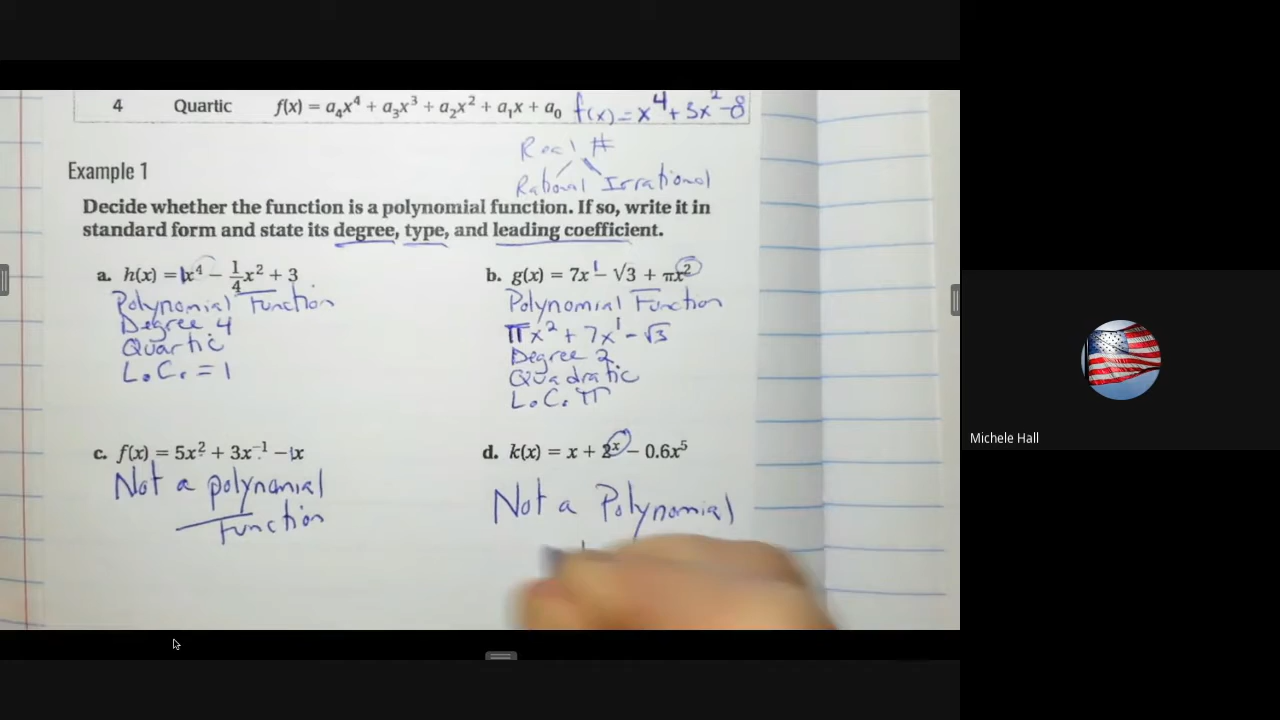 4 Quartic f(x) = a₄x⁴ + a₃x³ + a₂x² + a₁x + a₀ f(x) = x⁴ + 3x² - 8
Real #
Rational Irrational
Example 1
Decide whether the function is a polynomial function. If so, write it in
standard form and state its degree, type, and leading coefficient.
a. h(x) = 1x⁴ − 1/4 x² + 3
Polynomial Function
Degree 4
Quartic
L.C. = 1
b. g(x) = 7x¹ − √3 + πx²
Polynomial Function
πx² + 7x¹ - √3
Degree 2
Quadratic
L.C. π
c. f(x) = 5x² + 3x⁻¹ − 1x
Not a polynomial
Function
d. k(x) = x + 2ˣ − 0.6x⁵
Not a Polynomial
Michele Hall